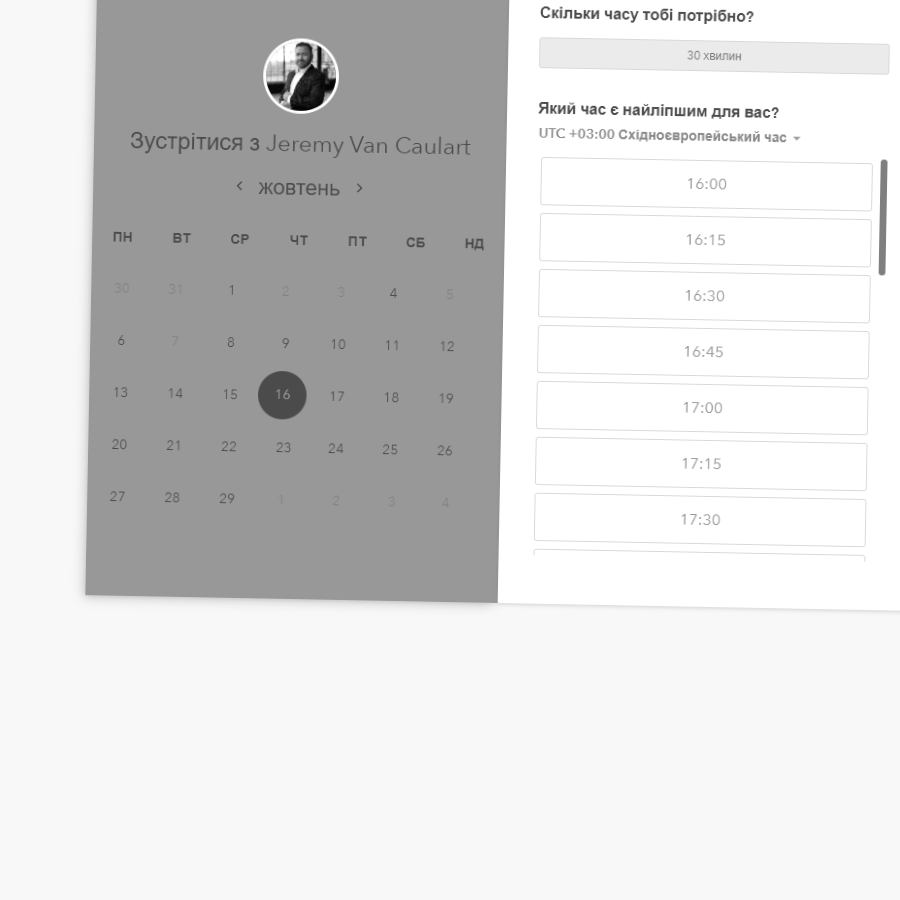 Зустрітися з Jeremy Van Caulart
жовтень
ПН ВТ СР ЧТ ПТ СБ НД
30 31 1 2 3 4 5
6 7 8 9 10 11 12
13 14 15 16 17 18 19
20 21 22 23 24 25 26
27 28 29 1 2 3 4
Скільки часу тобі потрібно?
30 хвилин
Який час є найліпшим для вас?
UTC +03:00 Східноєвропейський час
16:00
16:15
16:30
16:45
17:00
17:15
17:30